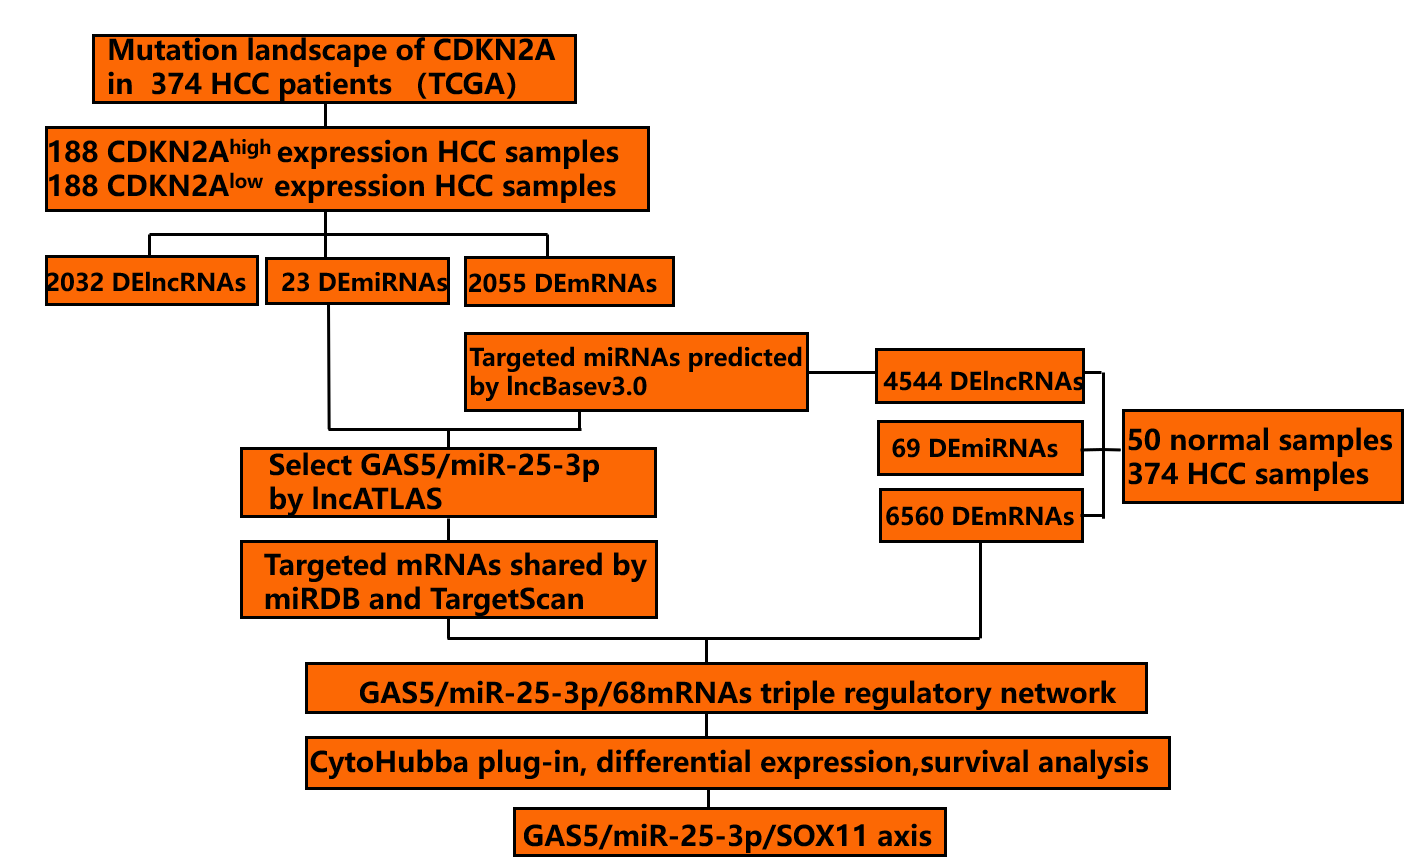 Mutation landscape of CDKN2A
in 374 HCC patients （TCGA）
188 CDKN2Ahigh expression HCC samples
188 CDKN2Alow expression HCC samples
2032 DElncRNAs
23 DEmiRNAs
2055 DEmRNAs
Targeted miRNAs predicted
by lncBasev3.0
4544 DElncRNAs
69 DEmiRNAs
6560 DEmRNAs
50 normal samples
374 HCC samples
Select GAS5/miR-25-3p
by lncATLAS
Targeted mRNAs shared by
miRDB and TargetScan
GAS5/miR-25-3p/68mRNAs triple regulatory network
CytoHubba plug-in, differential expression,survival analysis
GAS5/miR-25-3p/SOX11 axis